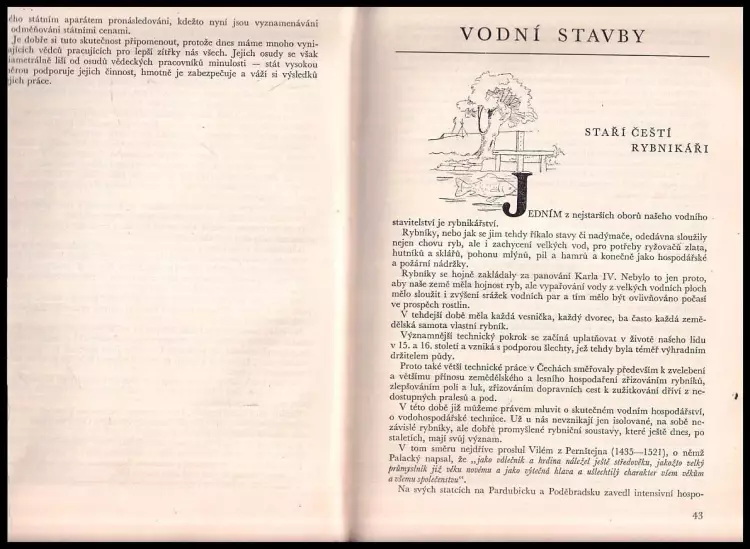 ého státním aparátem pronásledováni, kdežto nyní jsou vyznamenáváni
odměňováni státními cenami.
Je dobře si tuto skutečnost připomenout, protože dnes máme mnoho vyni-
ajících vědců pracujících pro lepší zítřky nás všech. Jejich osudy se však
iametrálně liší od osudů vědeckých pracovníků minulosti — stát vysokou
ěrou podporuje jejich činnost, hmotně je zabezpečuje a váží si výsledků
jich práce.
VODNÍ STAVBY
STAŘÍ ČEŠTÍ
RYBNIKÁŘI
JEDNÍM z nejstarších oborů našeho vodního
stavitelství je rybnikářství.
Rybníky, nebo jak se jim tehdy říkalo stavy či nadýmače, odedávna sloužily
nejen chovu ryb, ale i zachycení velkých vod, pro potřeby ryžovačů zlata,
hutníků a sklářů, pohonu mlýnů, pil a hamrů a konečně jako hospodářské
a požární nádržky.
Rybníky se hojně zakládaly za panování Karla IV. Nebylo to jen proto,
aby naše země měla hojnost ryb, ale vypařování vody z velkých vodních ploch
mělo sloužit i zvýšení srážek vodních par a tím mělo být ovlivňováno počasí
ve prospěch rostlin.
V tehdejší době měla každá vesnička, každý dvorec, ba často každá země-
dělská samota vlastní rybník.
Významnější technický pokrok se začíná uplatňovat v životě našeho lidu
v 15. a 16. století a vzniká s podporou šlechty, jež tehdy byla téměř výhradním
držitelem půdy.
Proto také větší technické práce v Čechách směřovaly především k zvelebení
a většímu přínosu zemědělského a lesního hospodaření zřizováním rybníků,
zlepšováním polí a luk, zřizováním dopravních cest k zužitkování dříví z ne-
dostupných pralesů a pod.
V této době již můžeme právem mluvit o skutečném vodním hospodářství,
o vodohospodářské technice. Už u nás nevznikají jen isolované, na sobě ne-
závislé rybníky, ale dobře promyšlené rybniční soustavy, které ještě dnes, po
staletích, mají svůj význam.
V tom směru nejdříve proslul Vilém z Pernštejna (1435—1521), o němž
Palacký napsal, že „jako válečník a hrdina náležel ještě středověku, jakožto velký
průmyslník již věku novému a jako výtečná hlava a ušlechtilý charakter všem věkům
a všemu společenstvu“.
Na svých statcích na Pardubicku a Poděbradsku zavedl intensivní hospo-
43